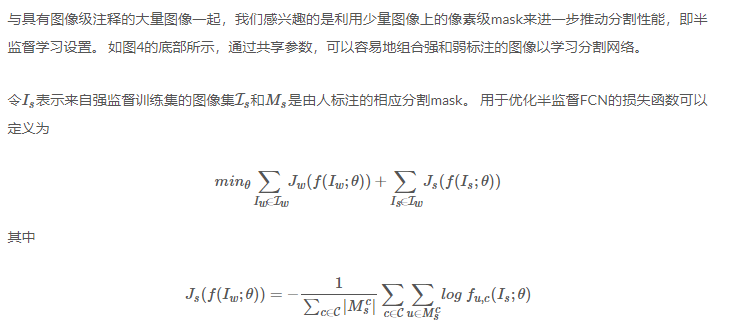 与具有图像级注释的大量图像一起，我们感兴趣的是利用少量图像上的像素级mask来进一步推动分割性能，即半
监督学习设置。 如图4的底部所示，通过共享参数，可以容易地组合强和弱标注的图像以学习分割网络。
令$I_s$表示来自强监督训练集的图像集$\mathcal{I}_s$和$M_s$是由人标注的相应分割mask。 用于优化半监督FCN的损失函数可以
定义为
$min_\theta \sum_{I_w \in \mathcal{I}_w} J_w(f(I_w;\theta)) + \sum_{I_s \in \mathcal{I}_w} J_s(f(I_s;\theta))$
其中
$J_s(f(I_w;\theta)) = -\frac{1}{\sum_{c \in \mathcal{C}} |M_s^c|} \sum_{c \in \mathcal{C}} \sum_{u \in M_s^c} log f_{u,c}(I_s;\theta)$